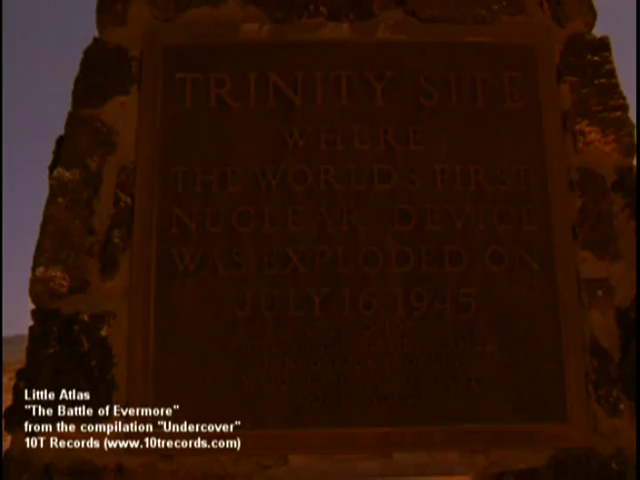 TRINITY SITE
WHERE
THE WORLD'S FIRST
NUCLEAR DEVICE
WAS EXPLODED ON
JULY 16 1945
Little Atlas
"The Battle of Evermore"
from the compilation "Undercover"
10T Records (www.10trecords.com)